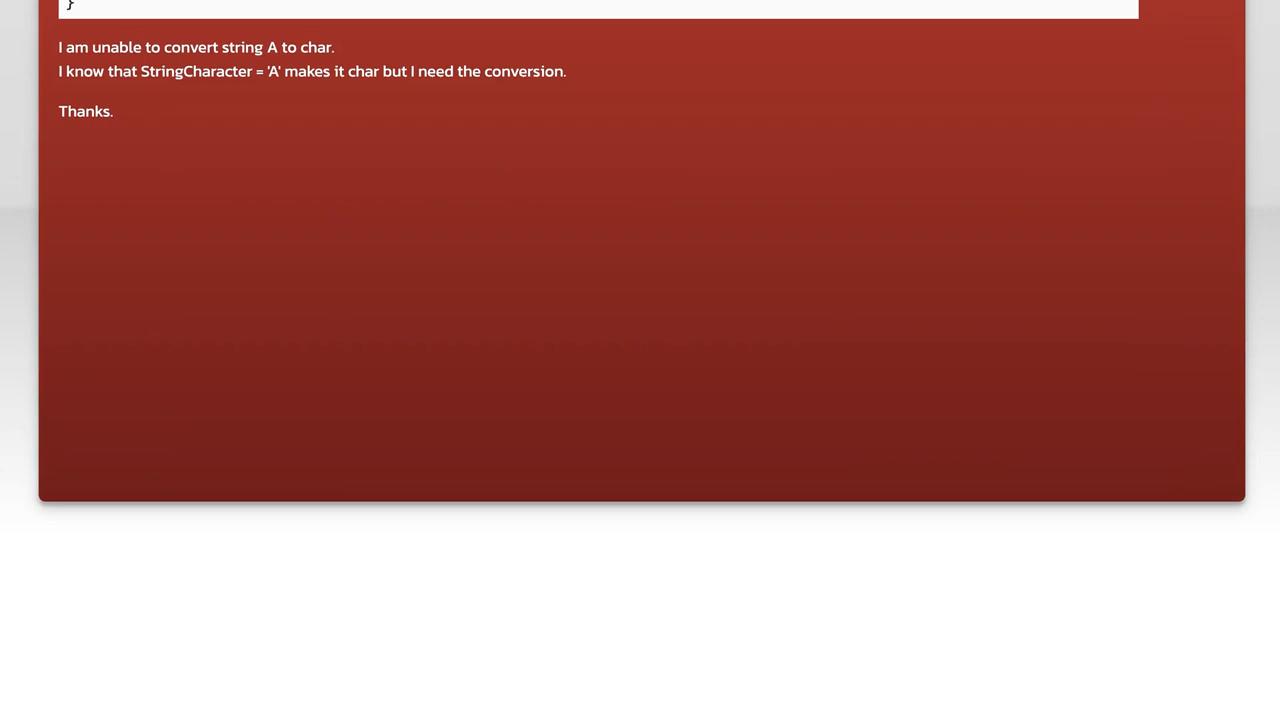 }
I am unable to convert string A to char.
I know that StringCharacter = 'A' makes it char but I need the conversion.
Thanks.